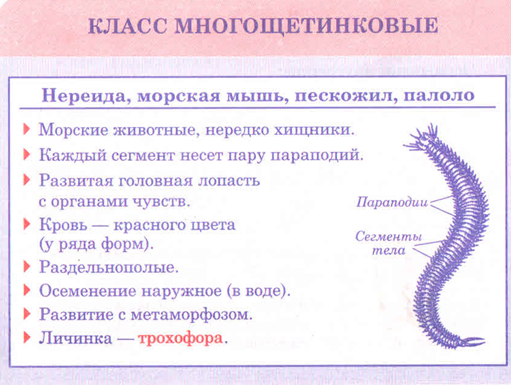 КЛАСС МНОГОЩЕТИНКОВЫЕ
Нереида, морская мышь, пескожил, палоло
Морские животные, нередко хищники.
Каждый сегмент несет пару параподий.
Развитая головная лопасть
с органами чувств.
Кровь — красного цвета
(у ряда форм).
Раздельнополые.
Осеменение наружное (в воде).
Развитие с метаморфозом.
Личинка — трохофора.
Параподии
Сегменты
тела